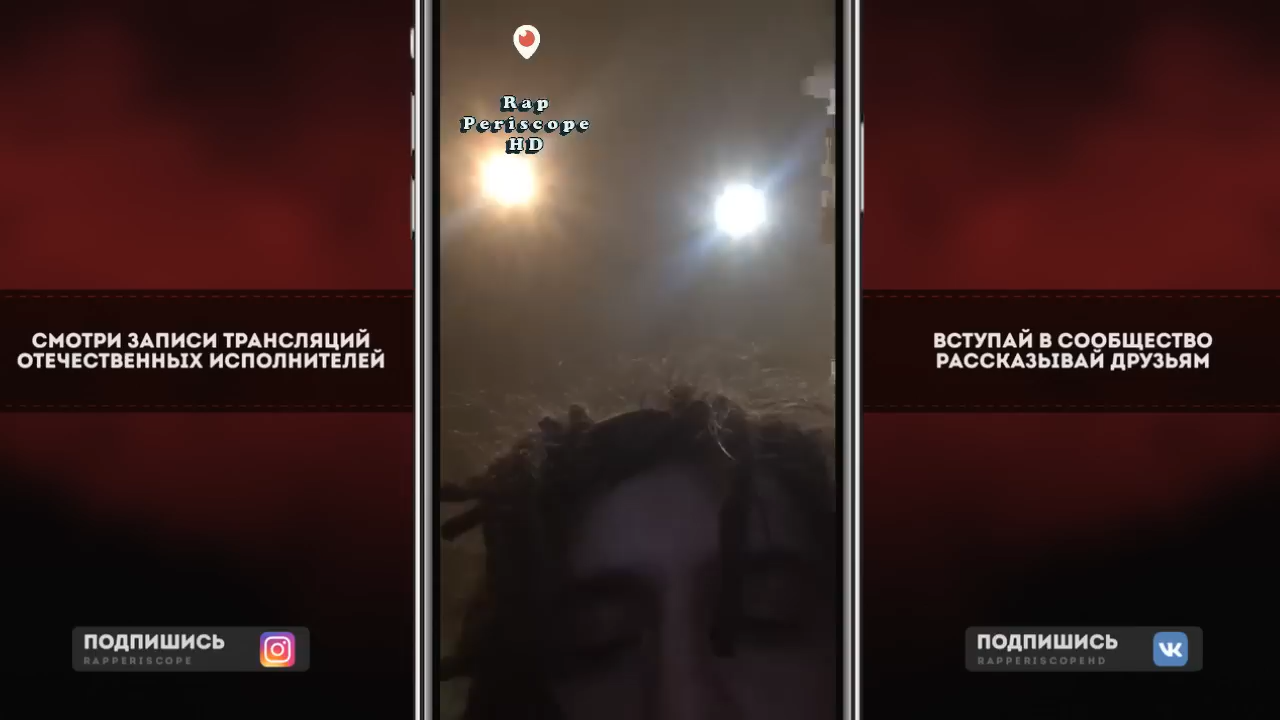 Rap
Periscope
HD
СМОТРИ ЗАПИСИ ТРАНСЛЯЦИЙ
ОТЕЧЕСТВЕННЫХ ИСПОЛНИТЕЛЕЙ
ВСТУПАЙ В СООБЩЕСТВО
РАССКАЗЫВАЙ ДРУЗЬЯМ
ПОДПИШИСЬ
RAPPERISCOPE
ПОДПИШИСЬ
RAPPERISCOPEHD